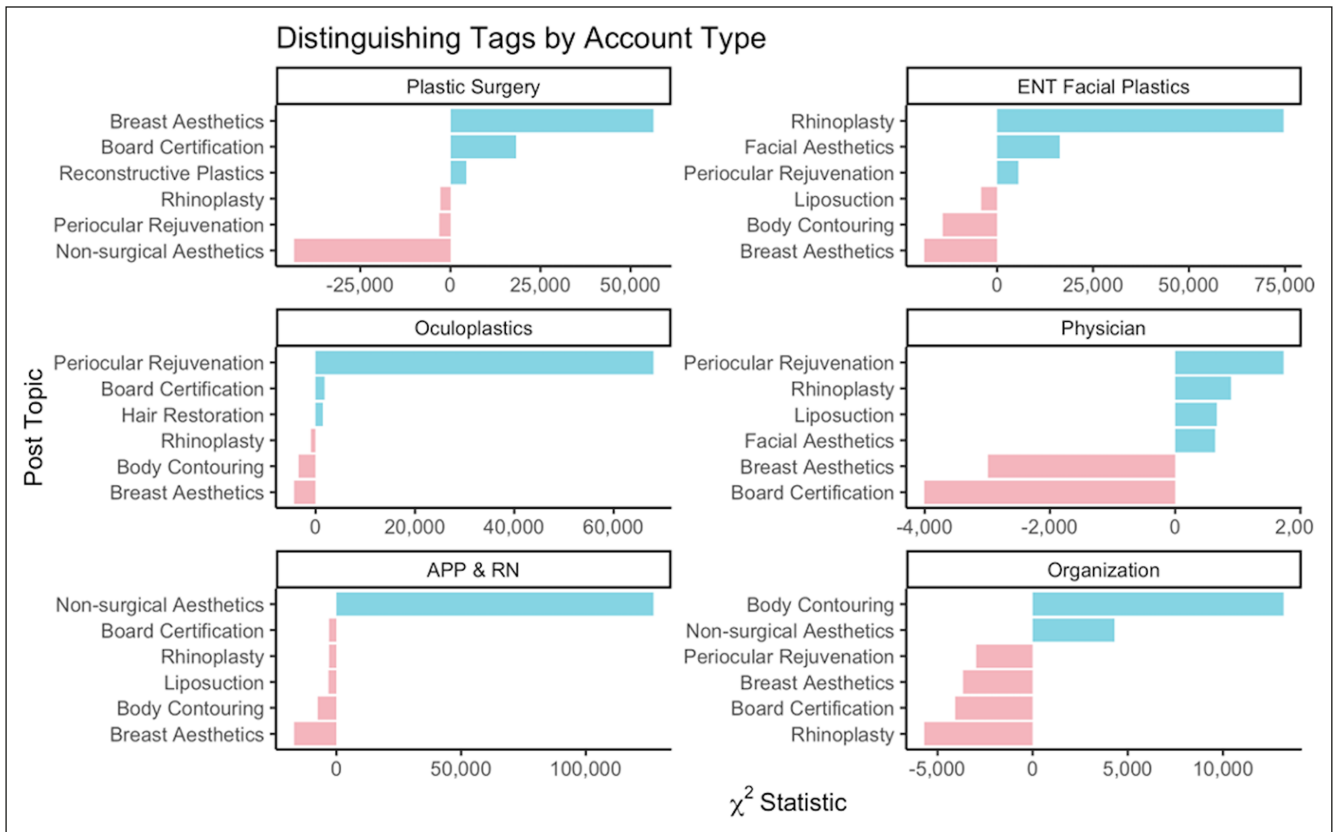 Distinguishing Tags by Account Type
Plastic Surgery
Breast Aesthetics
Board Certification
Reconstructive Plastics
Rhinoplasty
Periocular Rejuvenation
Non-surgical Aesthetics
-25,000 0 25,000 50,000
ENT Facial Plastics
Rhinoplasty
Facial Aesthetics
Periocular Rejuvenation
Liposuction
Body Contouring
Breast Aesthetics
0 25,000 50,000 75,000
Post Topic
Oculoplastics
Periocular Rejuvenation
Board Certification
Hair Restoration
Rhinoplasty
Body Contouring
Breast Aesthetics
0 20,000 40,000 60,000
Physician
Periocular Rejuvenation
Rhinoplasty
Liposuction
Facial Aesthetics
Breast Aesthetics
Board Certification
-4,000 -2,000 0 2,00
APP & RN
Non-surgical Aesthetics
Board Certification
Rhinoplasty
Liposuction
Body Contouring
Breast Aesthetics
0 50,000 100,000
Organization
Body Contouring
Non-surgical Aesthetics
Periocular Rejuvenation
Breast Aesthetics
Board Certification
Rhinoplasty
-5,000 0 5,000 10,000
χ² Statistic